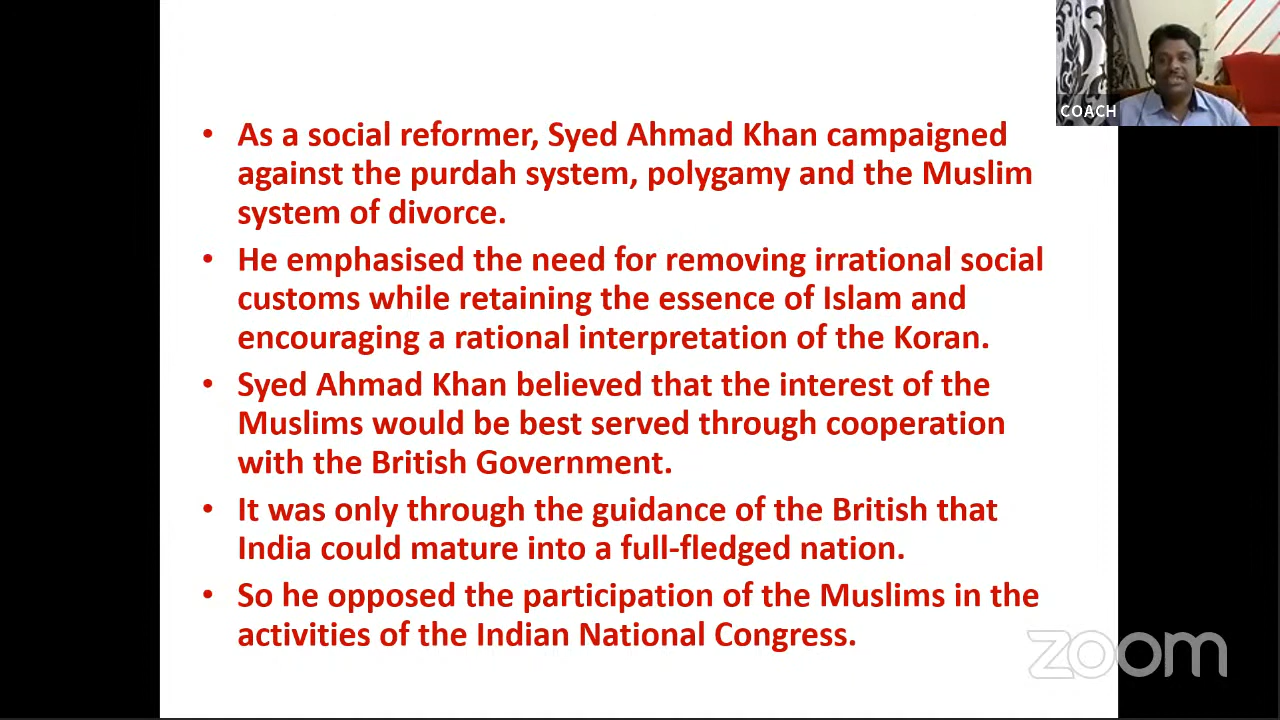 • As a social reformer, Syed Ahmad Khan campaigned
against the purdah system, polygamy and the Muslim
system of divorce.
• He emphasised the need for removing irrational social
customs while retaining the essence of Islam and
encouraging a rational interpretation of the Koran.
• Syed Ahmad Khan believed that the interest of the
Muslims would be best served through cooperation
with the British Government.
• It was only through the guidance of the British that
India could mature into a full-fledged nation.
• So he opposed the participation of the Muslims in the
activities of the Indian National Congress.
COACH
zoom